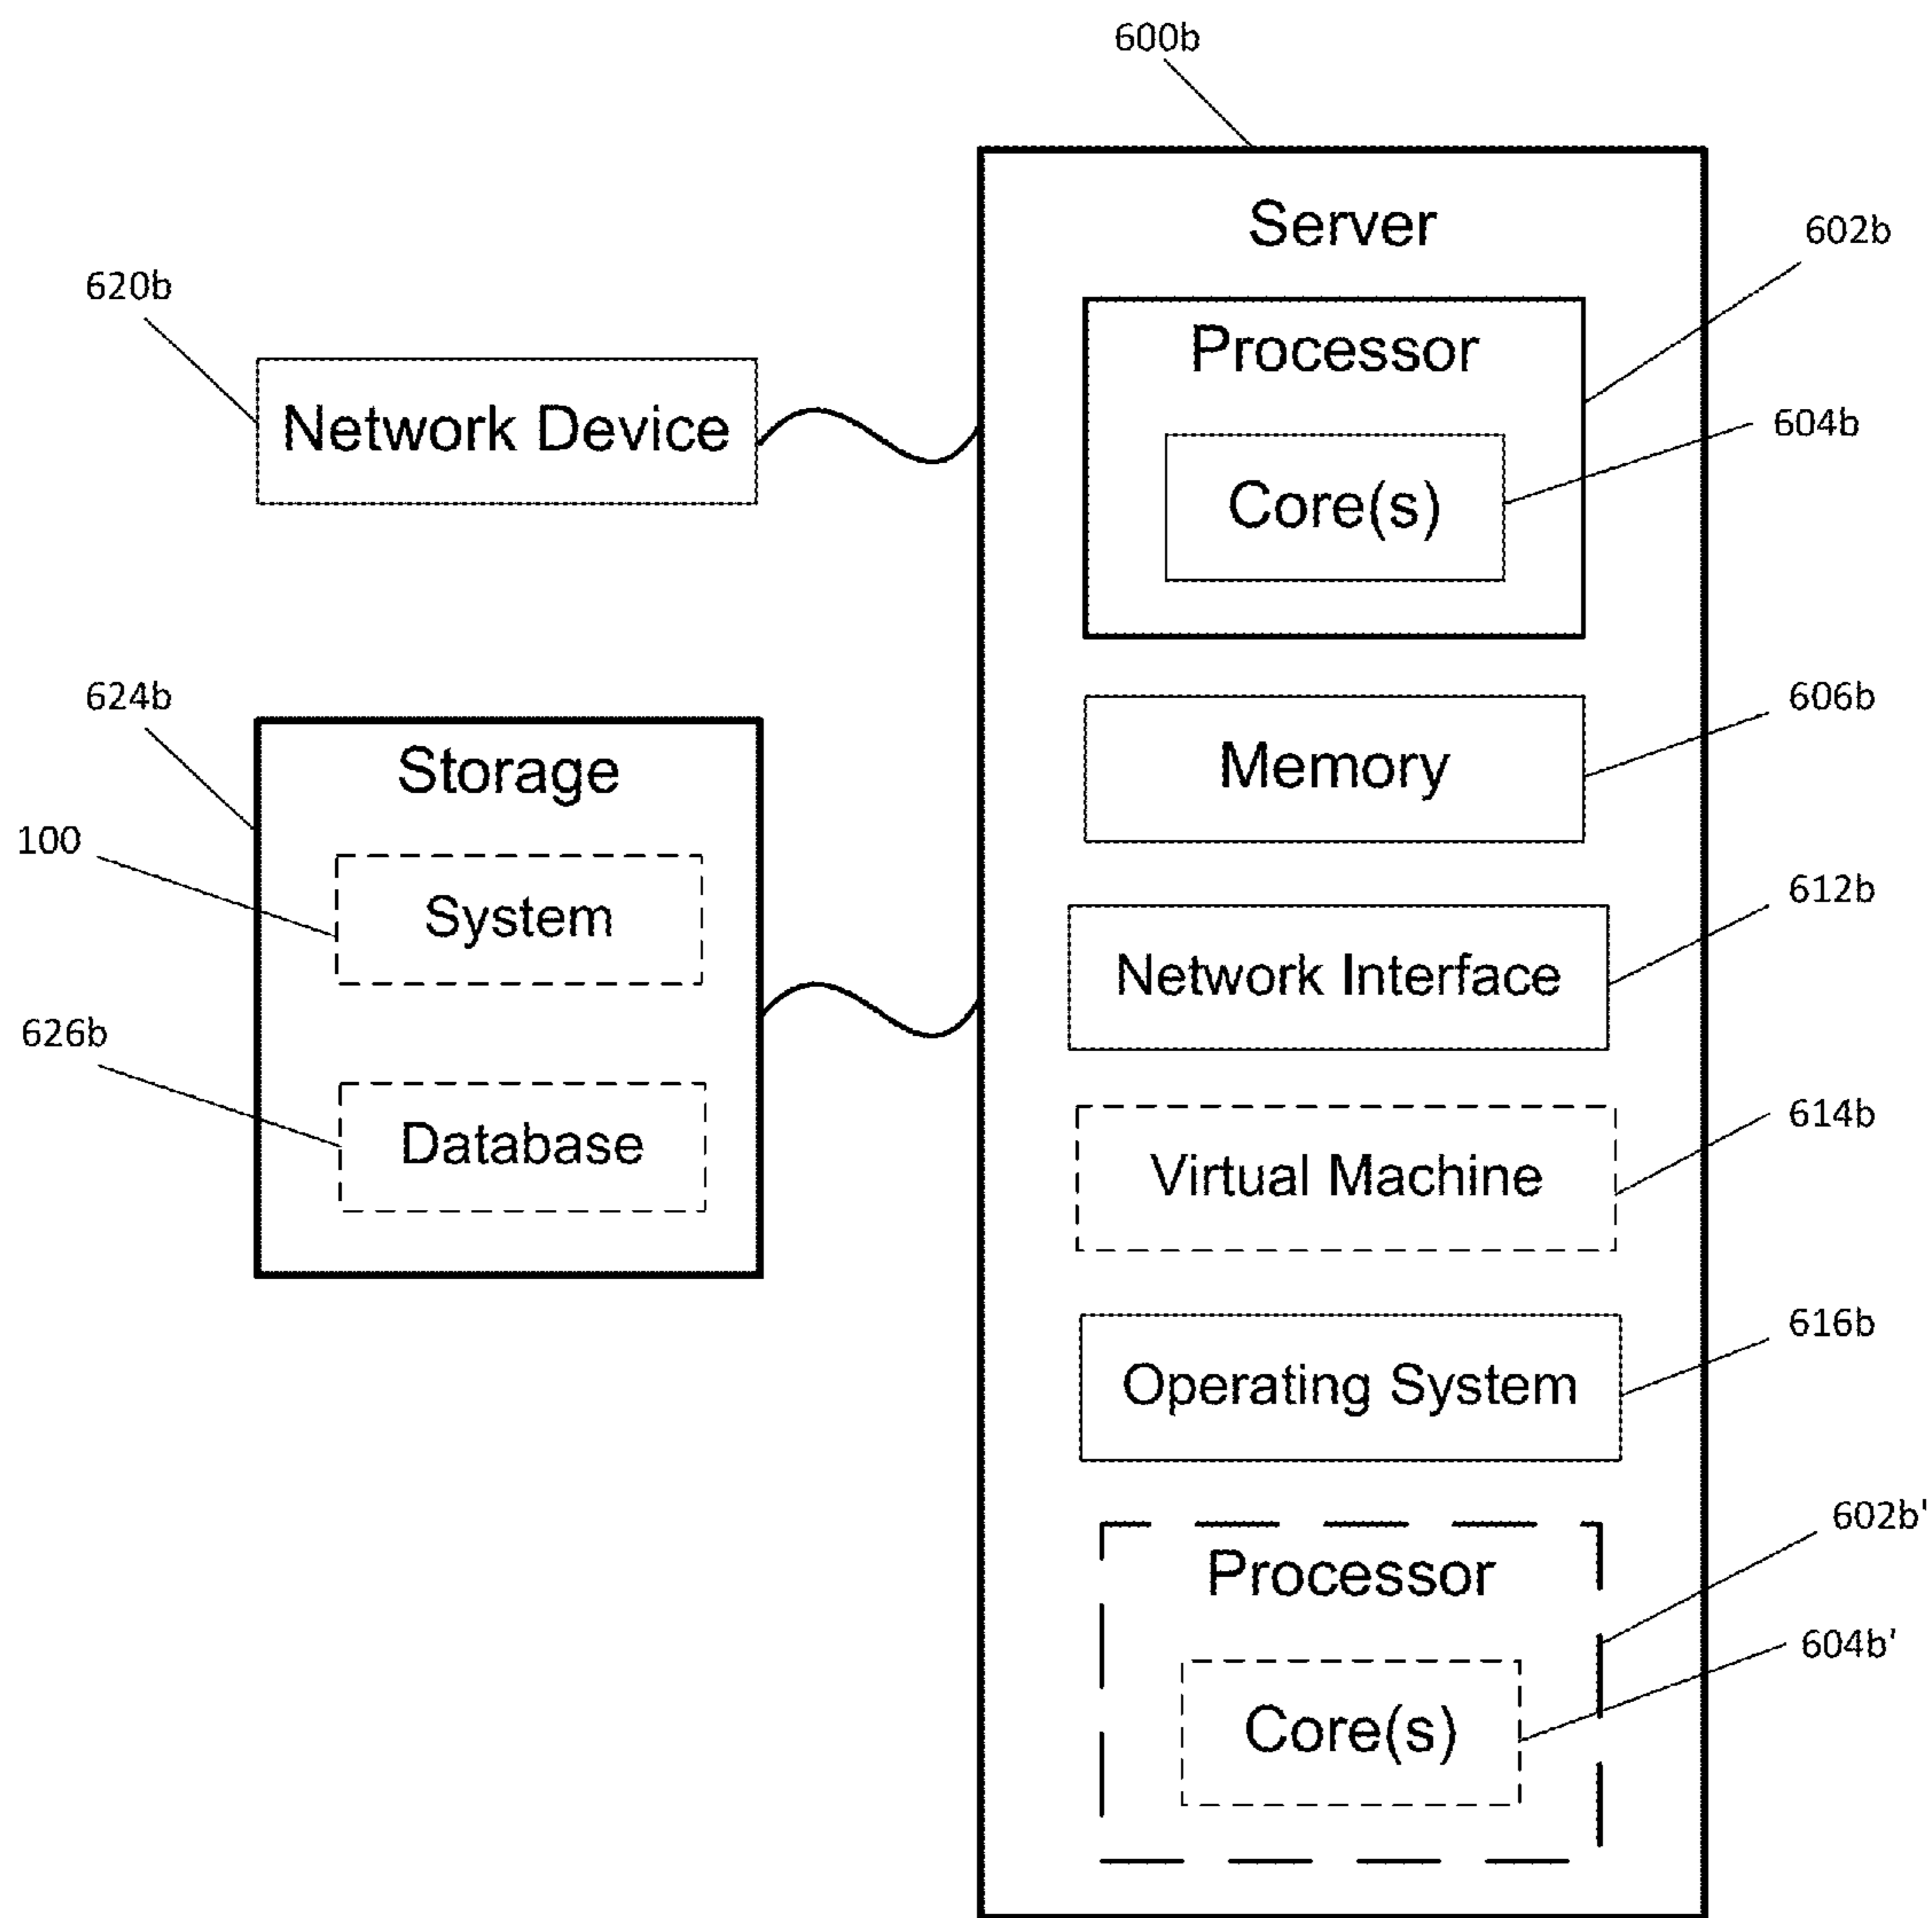 600b
Server
602b
620b
Processor
Network Device
604b
Core(s)
624b
606b
Storage
Memory
100
612b
System
Network Interface
626b
614b
Database
Virtual Machine
616b
Operating System
602b'
Processor
604b'
Core(s)